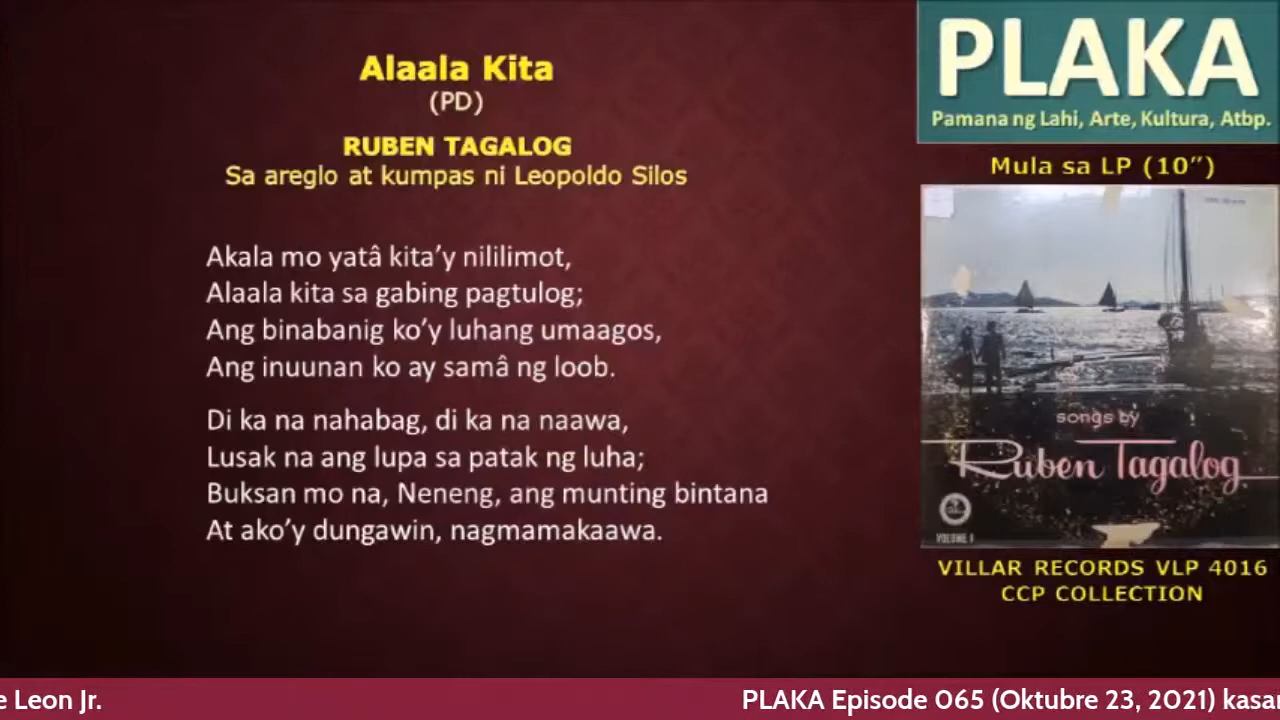 Alaala Kita
(PD)
RUBEN TAGALOG
Sa areglo at kumpas ni Leopoldo Silos
Akala mo yatâ kita’y nililimot,
Alaala kita sa gabing pagtulog;
Ang binabanig ko’y luhang umaagos,
Ang inuunan ko ay samâ ng loob.
Di ka na nahabag, di ka na naawa,
Lusak na ang lupa sa patak ng luha;
Buksan mo na, Neneng, ang munting bintana
At ako’y dungawin, nagmamakaawa.
PLAKA
Pamana ng Lahi, Arte, Kultura, Atbp.
Mula sa LP (10”)
songs by
Ruben Tagalog
VOLUME I
VILLAR RECORDS VLP 4016
CCP COLLECTION
e Leon Jr. PLAKA Episode 065 (Oktubre 23, 2021) kasa